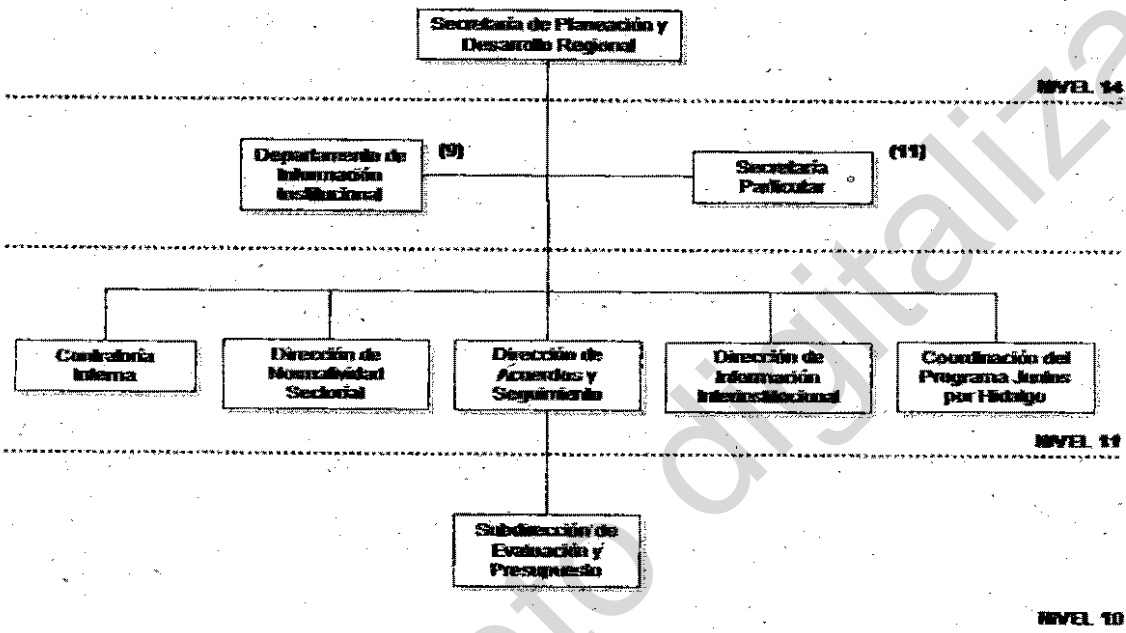 Secretaría de Planeación y
Desarrollo Regional
NIVEL 14
Departamento de
Información
Institucional
(9)
Secretaría
Particular
(11)
Contraloría
Interna
Dirección de
Normatividad
Sectorial
Dirección de
Acuerdos y
Seguimiento
Dirección de
Información
Interinstitucional
Coordinación del
Programa Juntos
por Hidalgo
NIVEL 11
Subdirección de
Evaluación y
Presupuesto
NIVEL 10
digitaliza